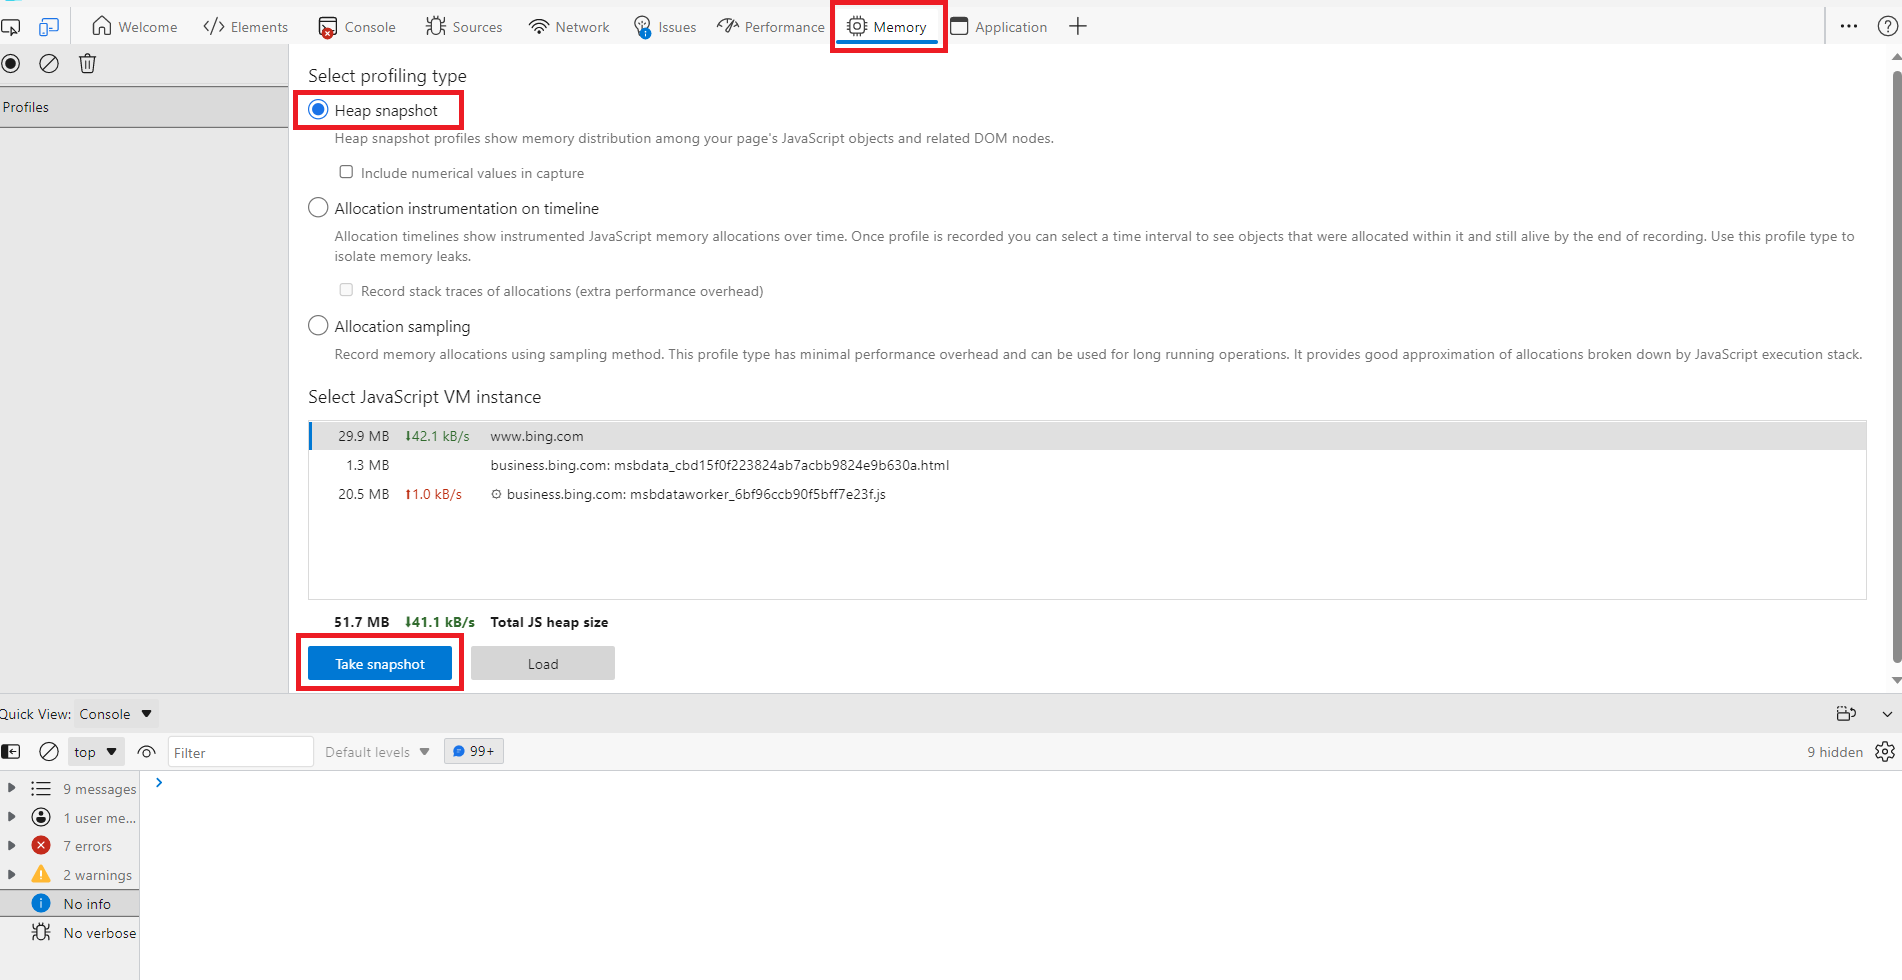 Welcome
Elements
Console
Sources
Network
Issues
Performance
Memory
Application
Profiles
Select profiling type
Heap snapshot
Heap snapshot profiles show memory distribution among your page's JavaScript objects and related DOM nodes.
Include numerical values in capture
Allocation instrumentation on timeline
Allocation timelines show instrumented JavaScript memory allocations over time. Once profile is recorded you can select a time interval to see objects that were allocated within it and still alive by the end of recording. Use this profile type to
isolate memory leaks.
Record stack traces of allocations (extra performance overhead)
Allocation sampling
Record memory allocations using sampling method. This profile type has minimal performance overhead and can be used for long running operations. It provides good approximation of allocations broken down by JavaScript execution stack.
Select JavaScript VM instance
29.9 MB 42.1 kB/s www.bing.com
1.3 MB business.bing.com: msbdata_cbd15f0f223824ab7acbb9824e9b630a.html
20.5 MB 1.0 kB/s business.bing.com: msbdataworker_6bf96ccb90f5bff7e23f.js
51.7 MB 41.1 kB/s Total JS heap size
Take snapshot
Load
Quick View: Console
top
Filter
Default levels
99+
9 hidden
9 messages
1 user me...
7 errors
2 warnings
No info
No verbose